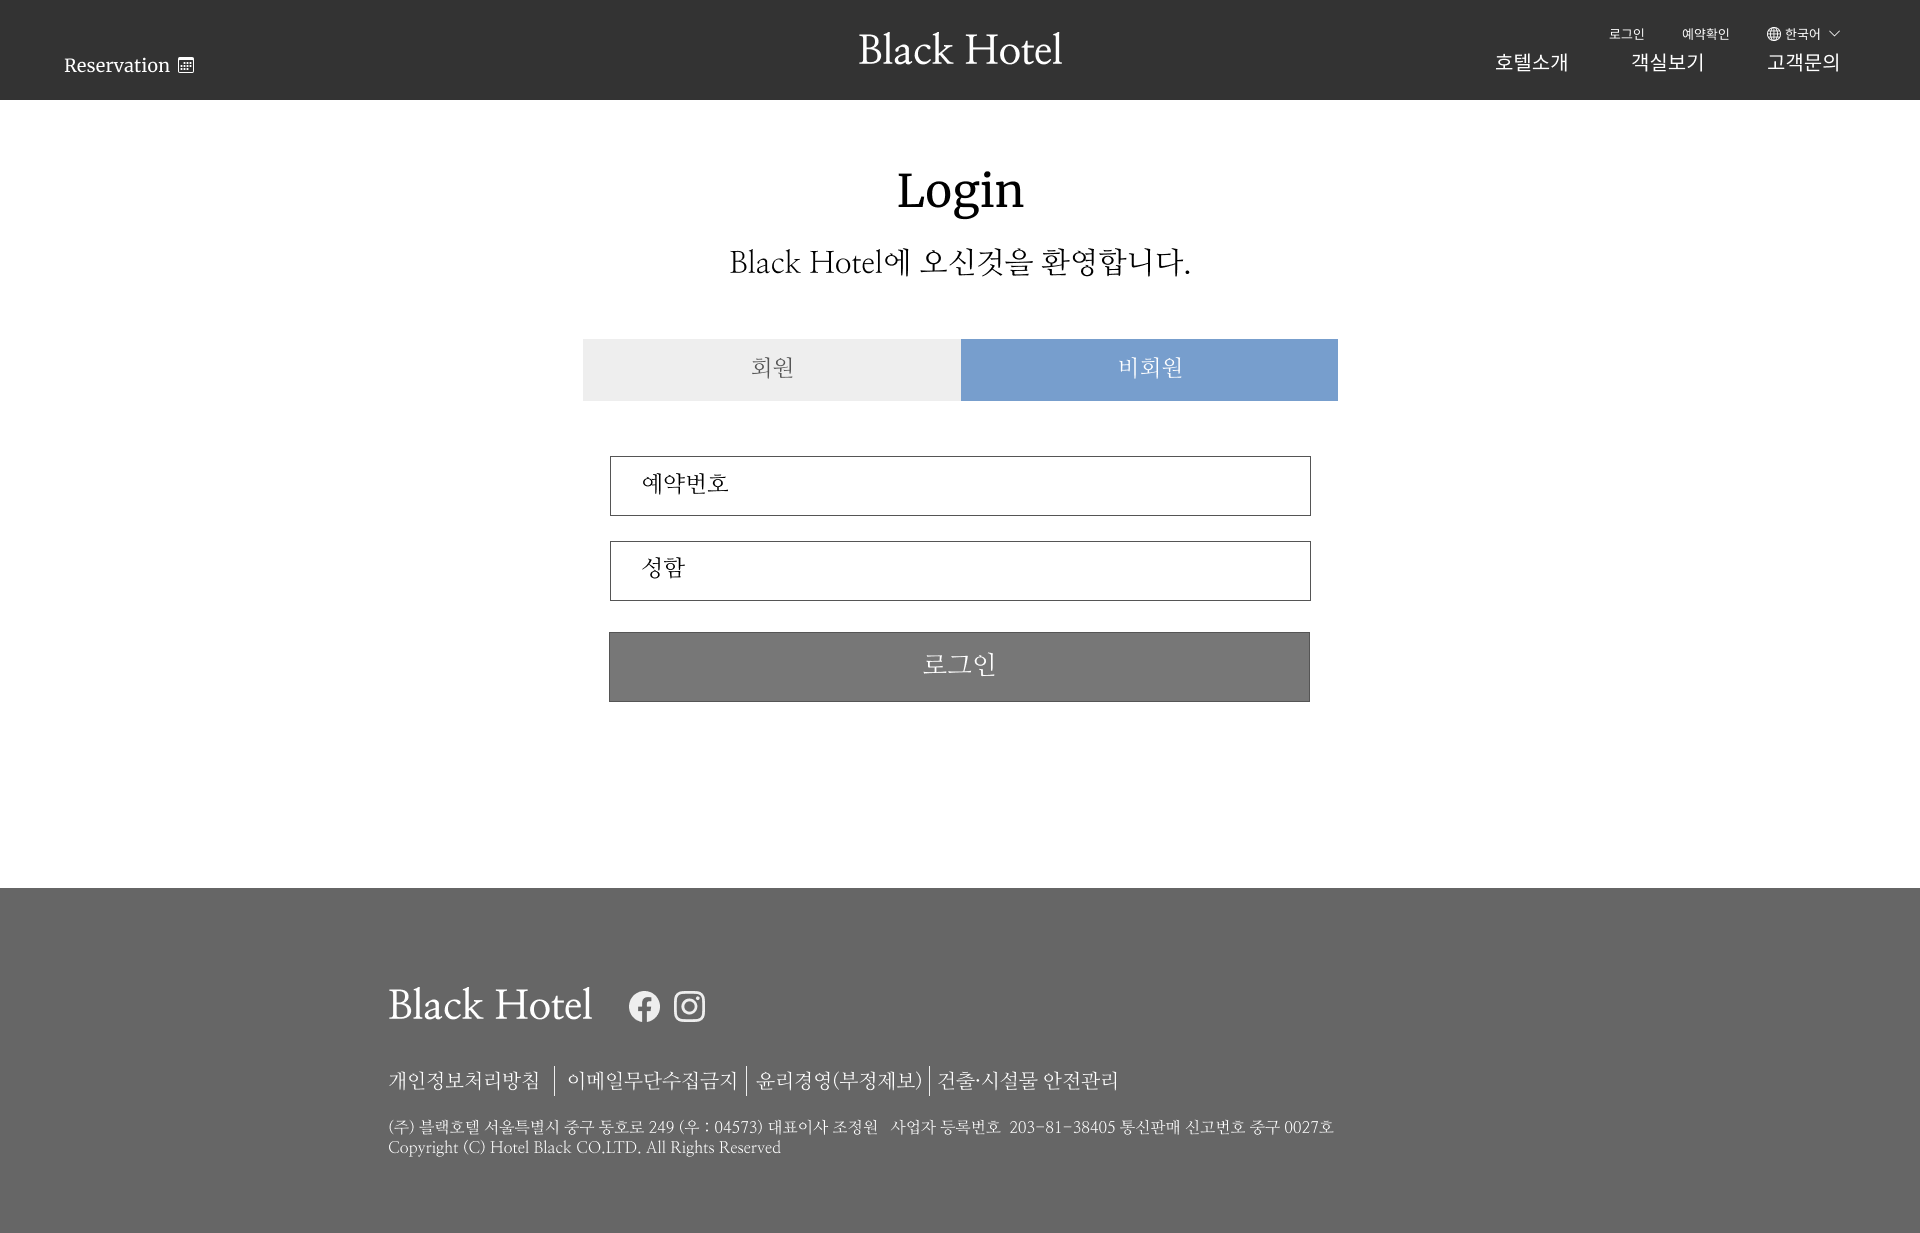 Reservation
Black Hotel
로그인 예약확인 한국어
호텔소개 객실보기 고객문의
Login
Black Hotel에 오신것을 환영합니다.
회원 비회원
예약번호
성함
로그인
Black Hotel
개인정보처리방침 이메일무단수집금지 윤리경영(부정제보) 건출·시설물 안전관리
(주) 블랙호텔 서울특별시 중구 동호로 249 (우 : 04573) 대표이사 조정원 사업자 등록번호 203-81-38405 통신판매 신고번호 중구 0027호
Copyright (C) Hotel Black CO.LTD. All Rights Reserved